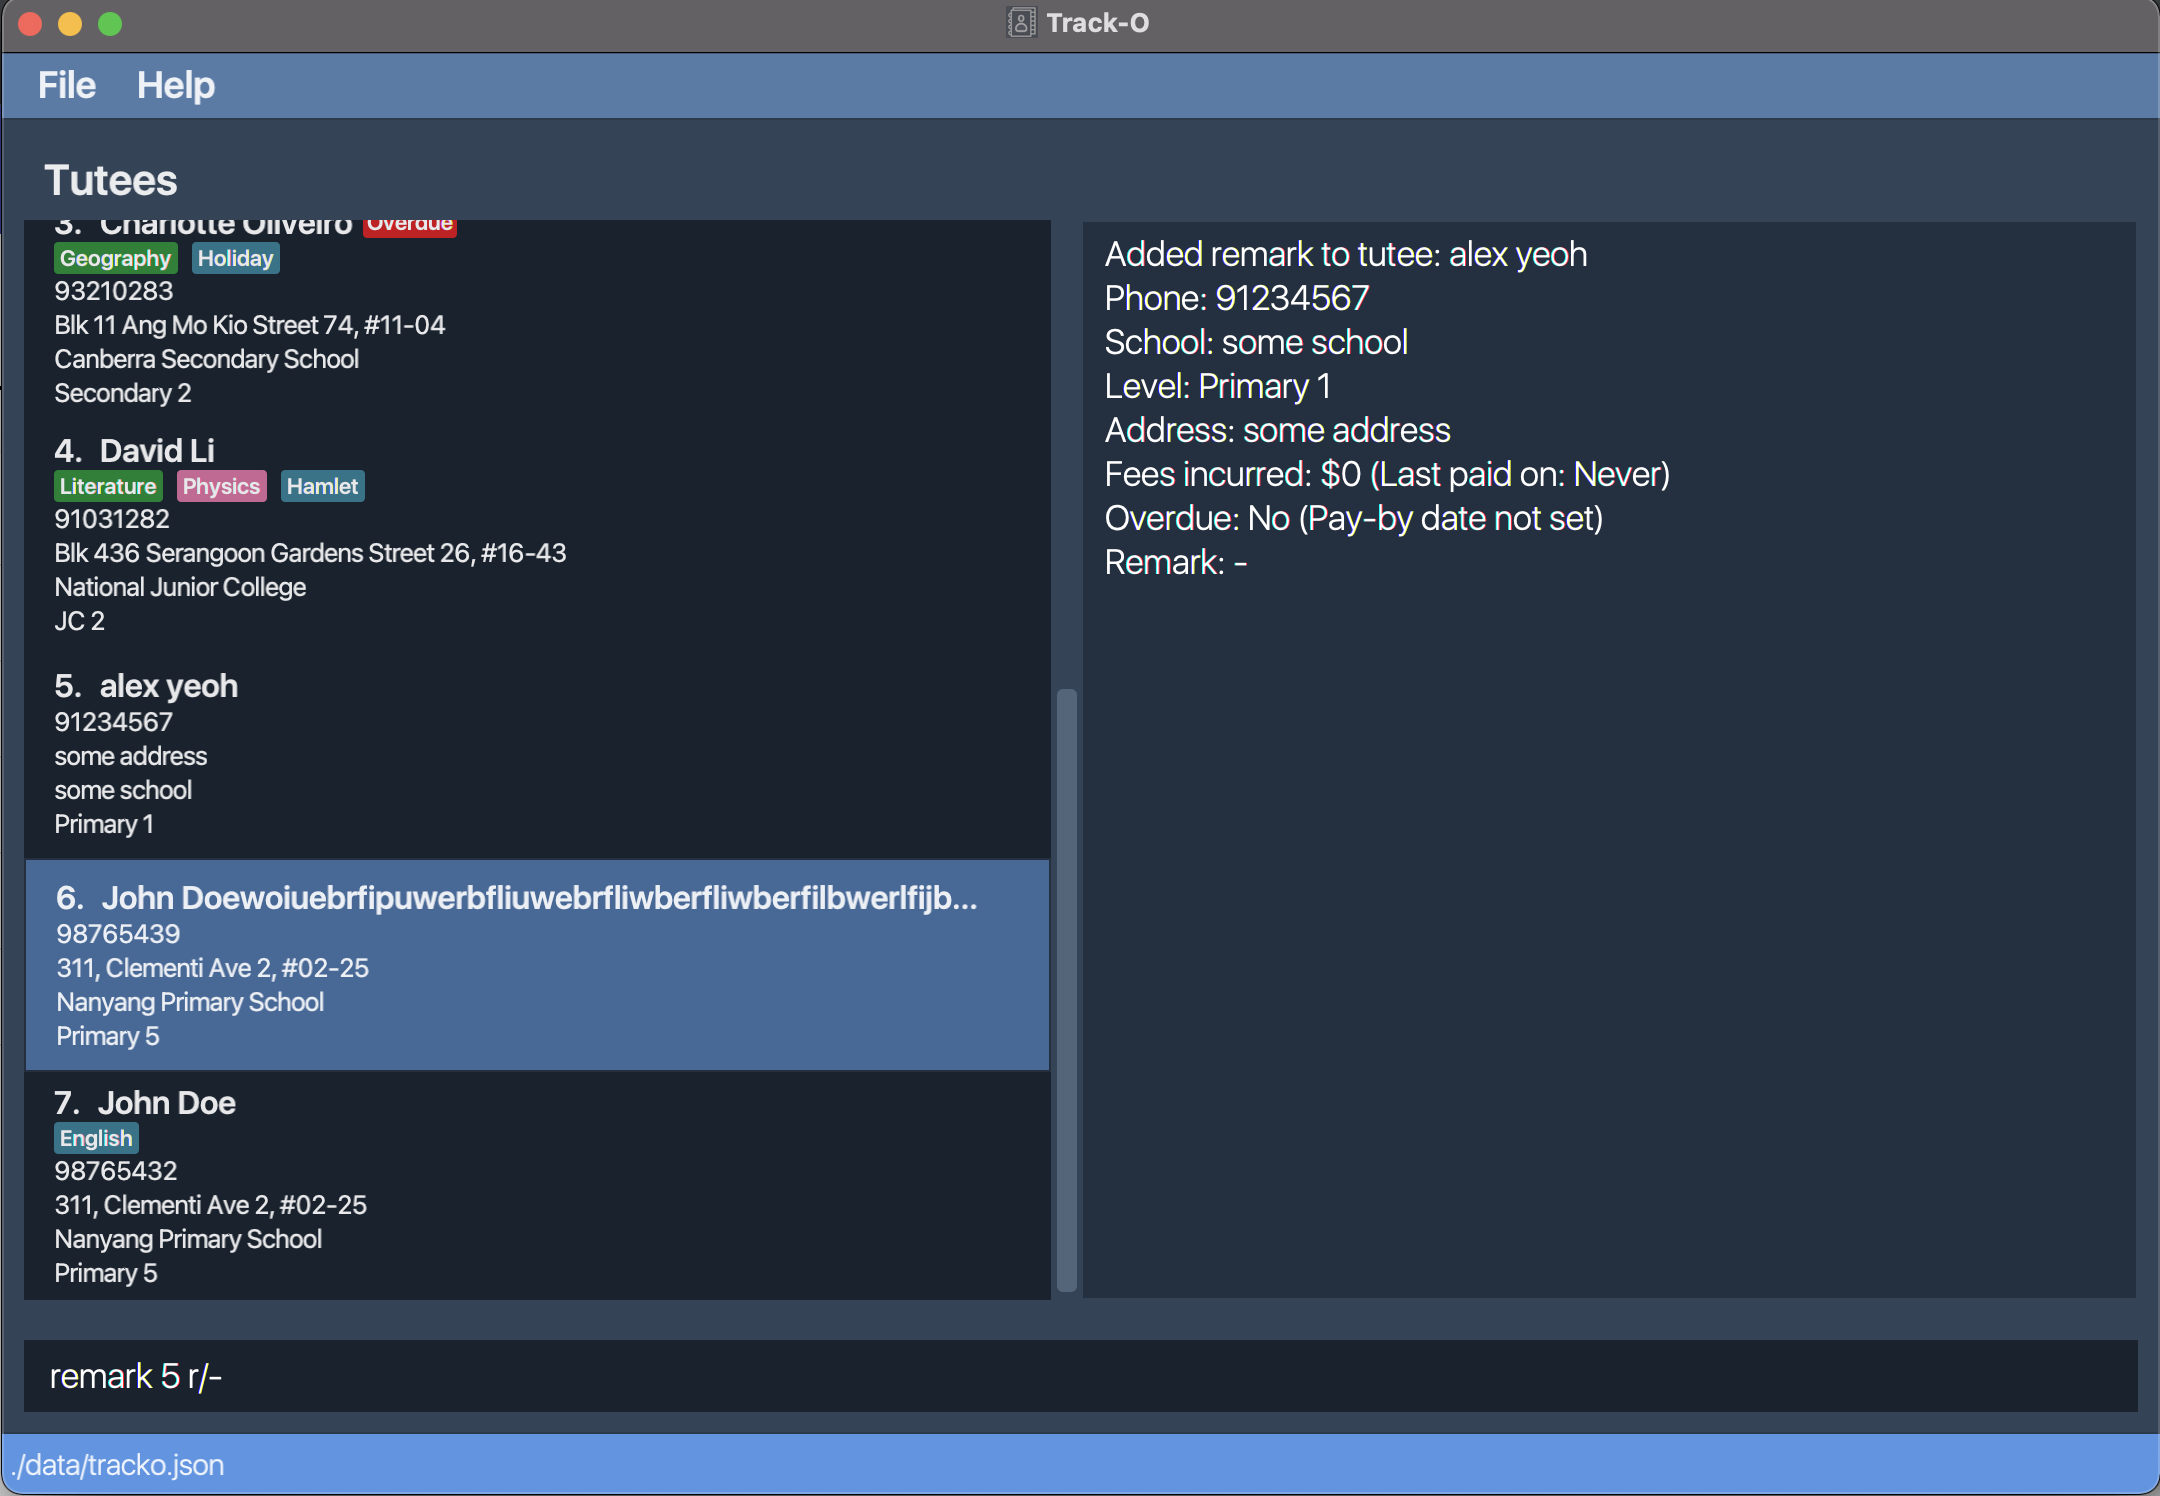 Track-O
File Help
Tutees
3. Charlotte Oliveiro Overdue
Geography Holiday
93210283
Blk 11 Ang Mo Kio Street 74, #11-04
Canberra Secondary School
Secondary 2
4. David Li
Literature Physics Hamlet
91031282
Blk 436 Serangoon Gardens Street 26, #16-43
National Junior College
JC 2
5. alex yeoh
91234567
some address
some school
Primary 1
6. John Doewoiuebrfipuwerbfliuwebrfliwberfliwberfilbwerlfijb...
98765439
311, Clementi Ave 2, #02-25
Nanyang Primary School
Primary 5
7. John Doe
English
98765432
311, Clementi Ave 2, #02-25
Nanyang Primary School
Primary 5
Added remark to tutee: alex yeoh
Phone: 91234567
School: some school
Level: Primary 1
Address: some address
Fees incurred: $0 (Last paid on: Never)
Overdue: No (Pay-by date not set)
Remark: -
remark 5 r/-
./data/tracko.json